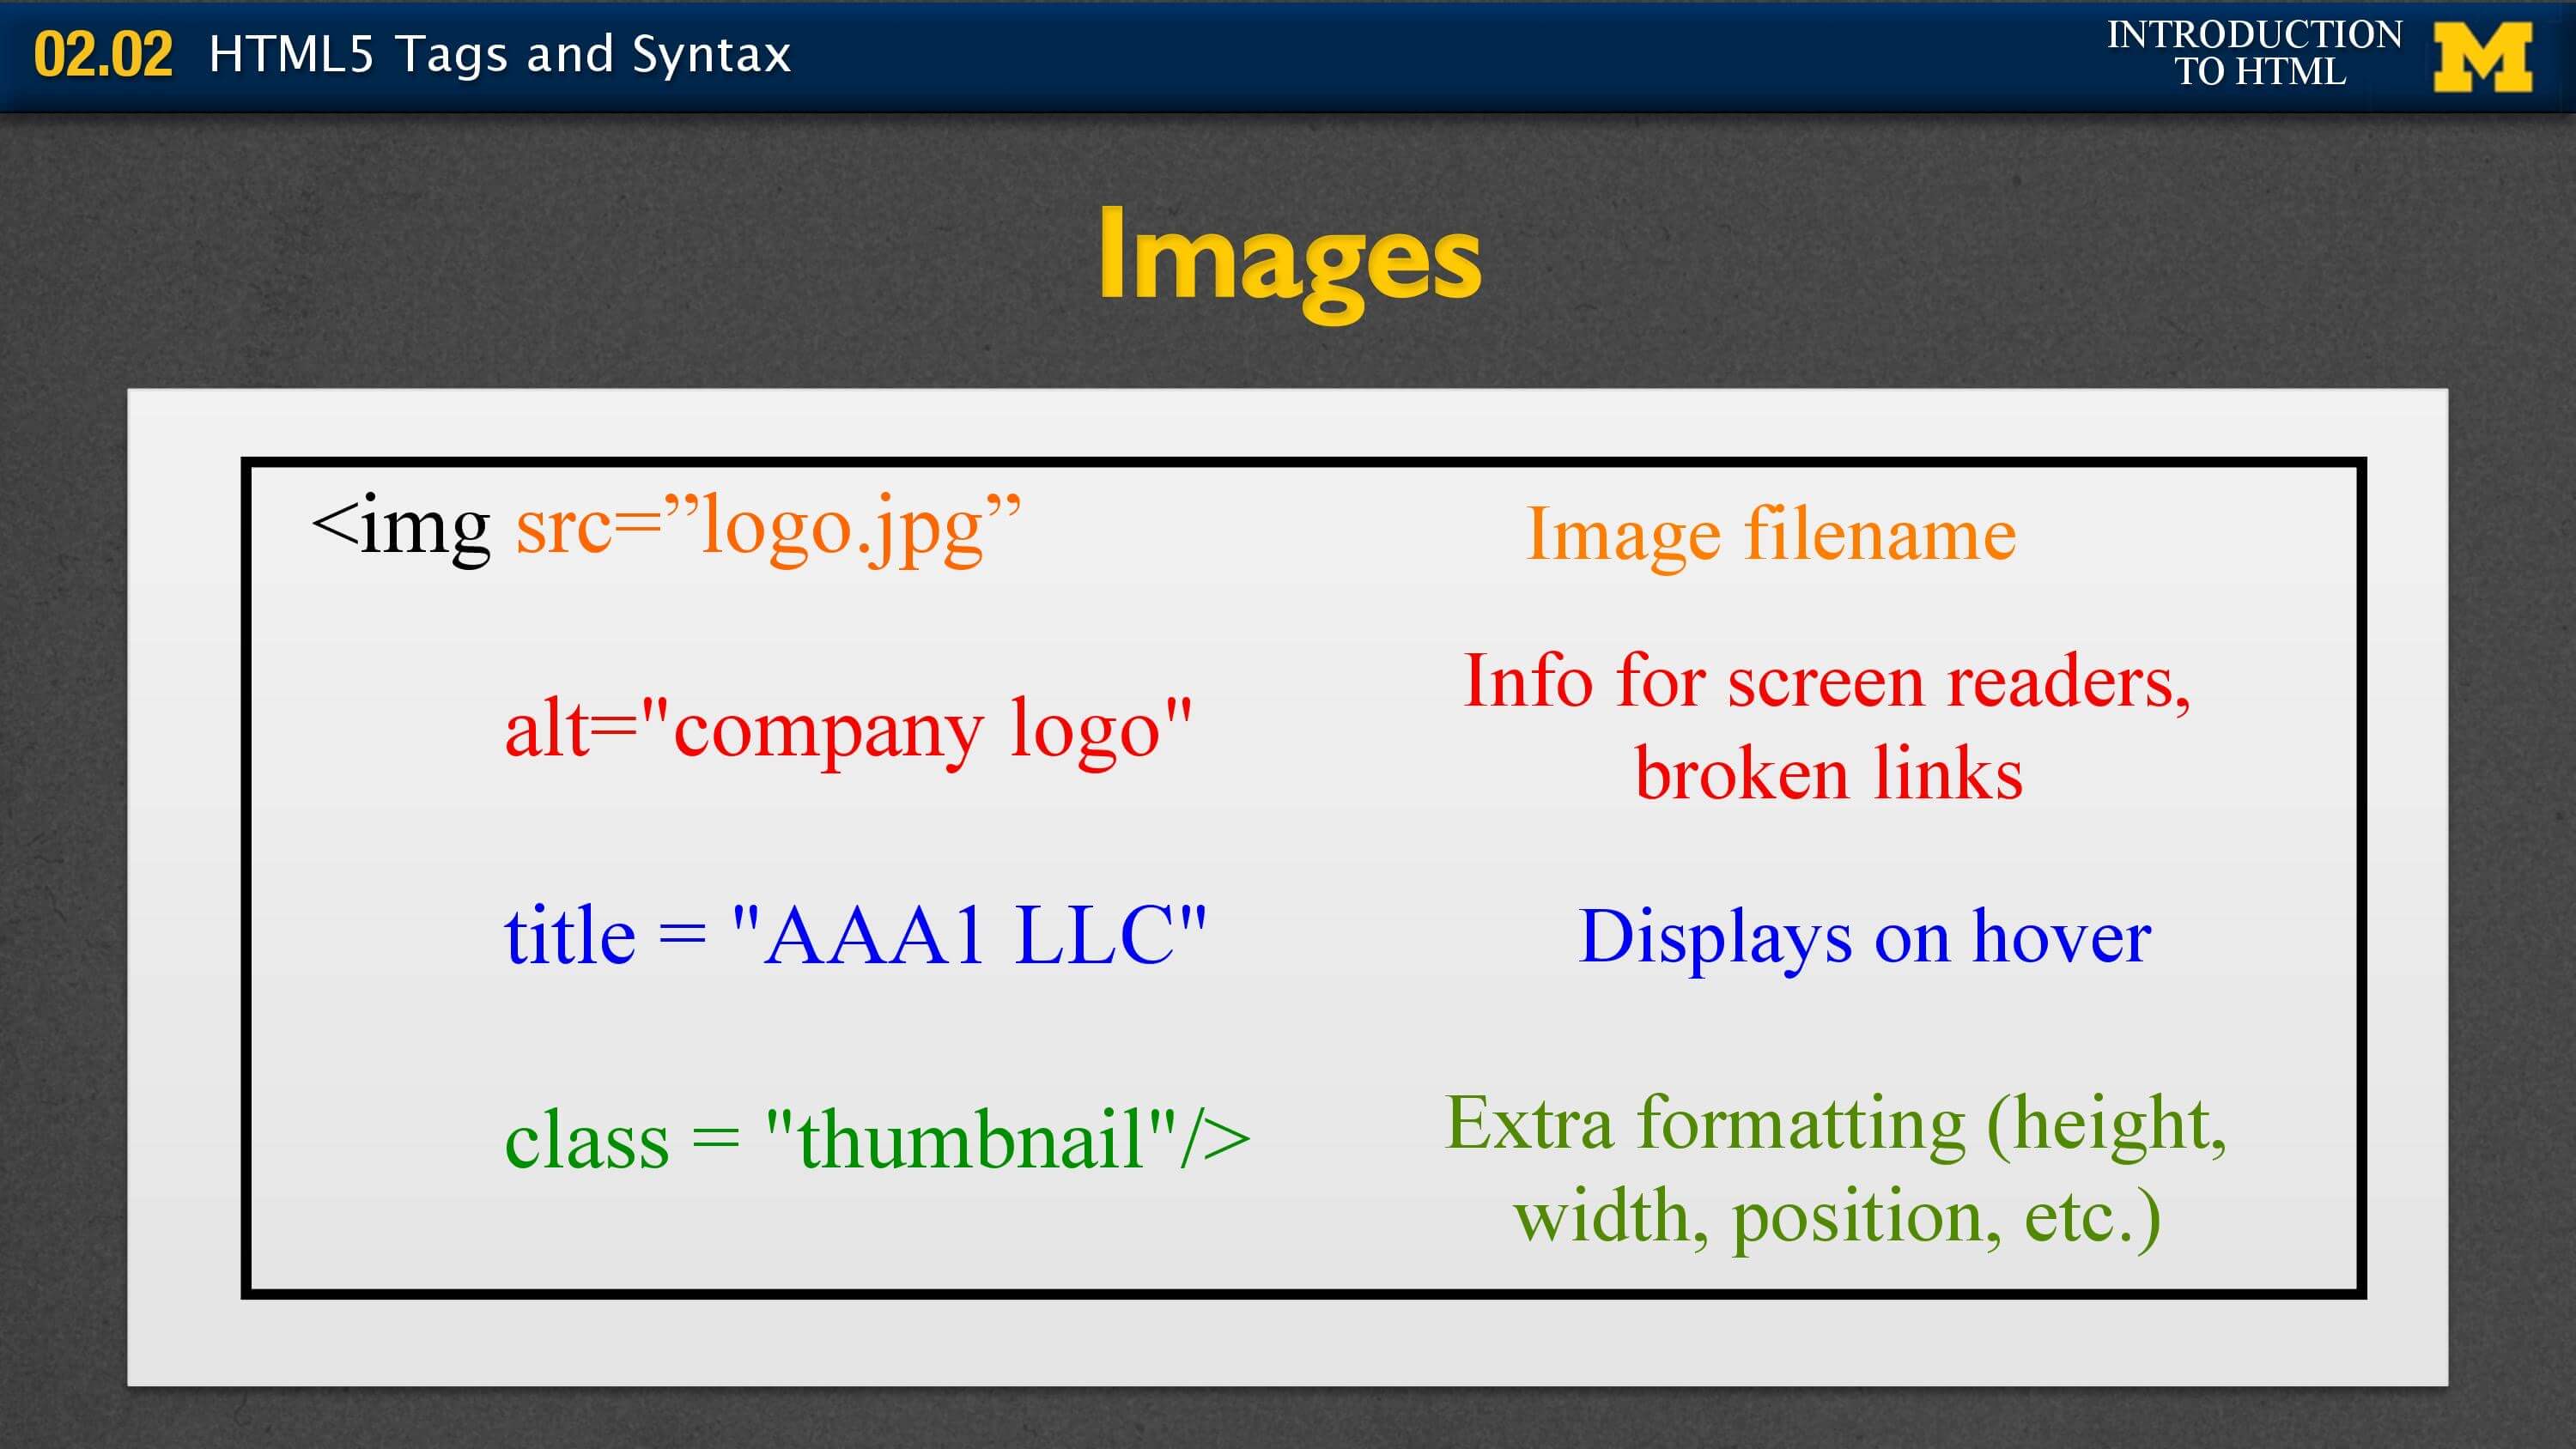 02.02 HTML5 Tags and Syntax
INTRODUCTION
TO HTML
M
Images
<img src=”logo.jpg”
Image filename
alt="company logo"
Info for screen readers,
broken links
title = "AAA1 LLC"
Displays on hover
class = "thumbnail"/>
Extra formatting (height,
width, position, etc.)